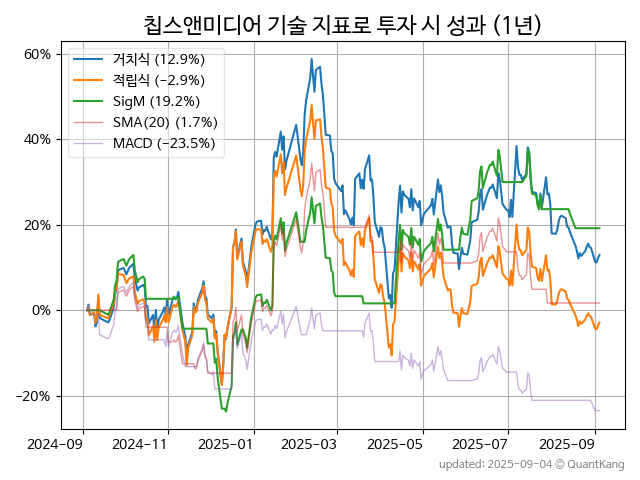 칩스앤미디어 기술 지표로 투자 시 성과 (1년)
60%
40%
20%
0%
−20%
거치식 (12.9%)
적립식 (−2.9%)
SigM (19.2%)
SMA(20) (1.7%)
MACD (−23.5%)
2024-09
2024-11
2025-01
2025-03
2025-05
2025-07
2025-09
updated: 2025-09-04 © QuantKang